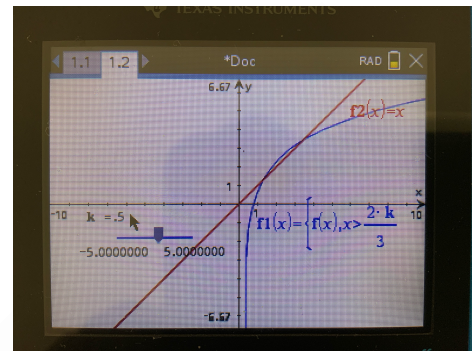 TEXAS INSTRUMENTS
1.1 1.2 *Doc RAD
6.67 y
f2(x)=x
1
x
-10 1 10
k =.5
f1(x)={f(x),x>2·k/3
-5.0000000 5.0000000
-6.67